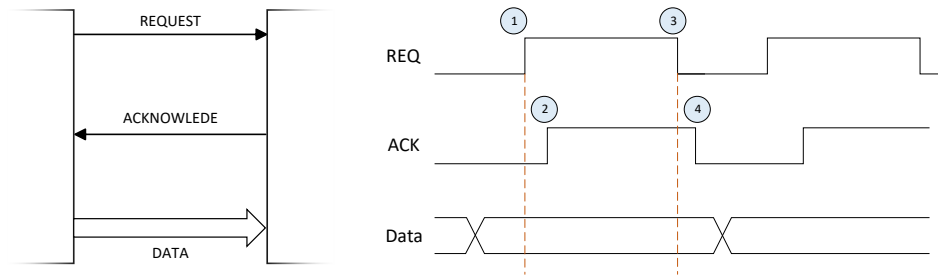 REQUEST
ACKNOWLEDE
DATA
1
3
REQ
2
4
ACK
Data